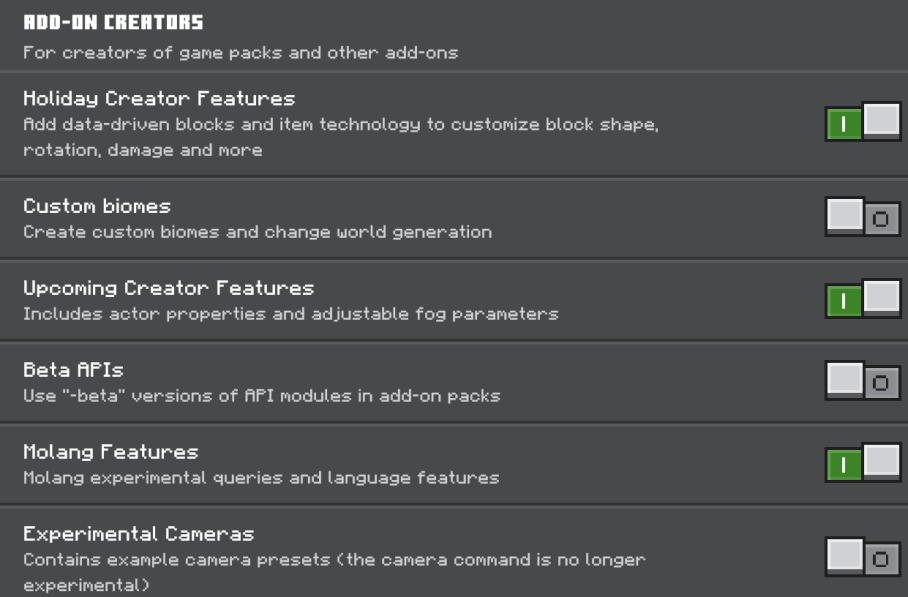 ADD-ON CREATORS
For creators of game packs and other add-ons
Holiday Creator Features
Add data-driven blocks and item technology to customize block shape,
rotation, damage and more
Custom biomes
Create custom biomes and change world generation
Upcoming Creator Features
Includes actor properties and adjustable fog parameters
Beta APIs
Use "-beta" versions of API modules in add-on packs
Molang Features
Molang experimental queries and language features
Experimental Cameras
Contains example camera presets (the camera command is no longer
experimental)